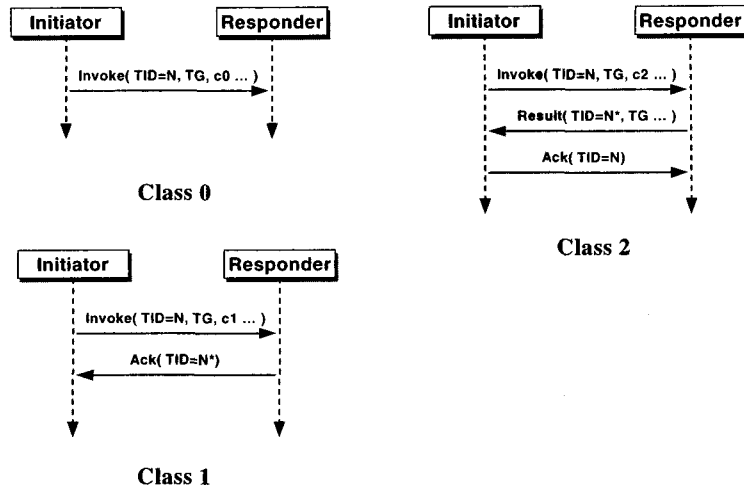 Initiator
Responder
Invoke( TID=N, TG, c0 ... )
Class 0
Initiator
Responder
Invoke( TID=N, TG, c2 ... )
Result( TID=N*, TG ... )
Ack( TID=N)
Class 2
Initiator
Responder
Invoke( TID=N, TG, c1 ... )
Ack( TID=N*)
Class 1